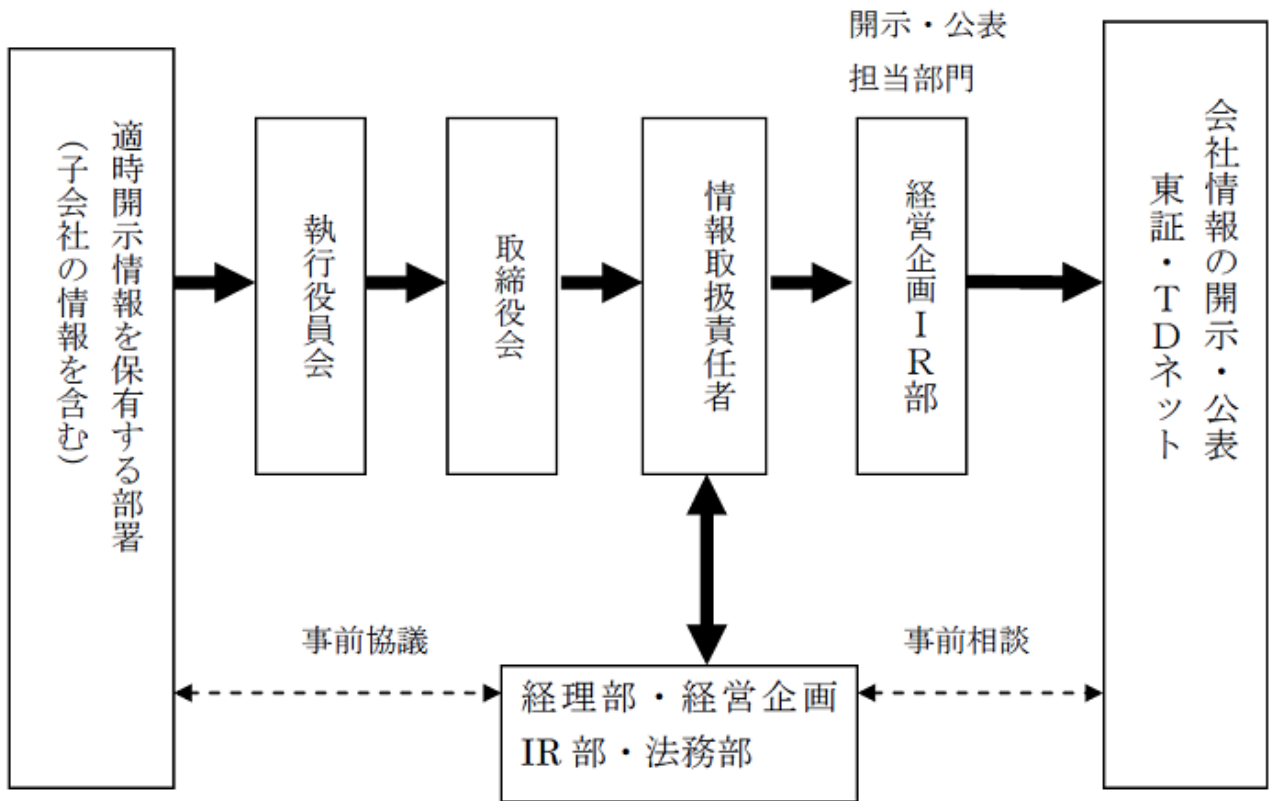 開示・公表
担当部門
適時開示情報を保有する部署
(子会社の情報を含む)
執行役員会
取締役会
情報取扱責任者
経営企画IR部
会社情報の開示・公表
東証・TDネット
事前協議
事前相談
経理部・経営企画
IR部・法務部